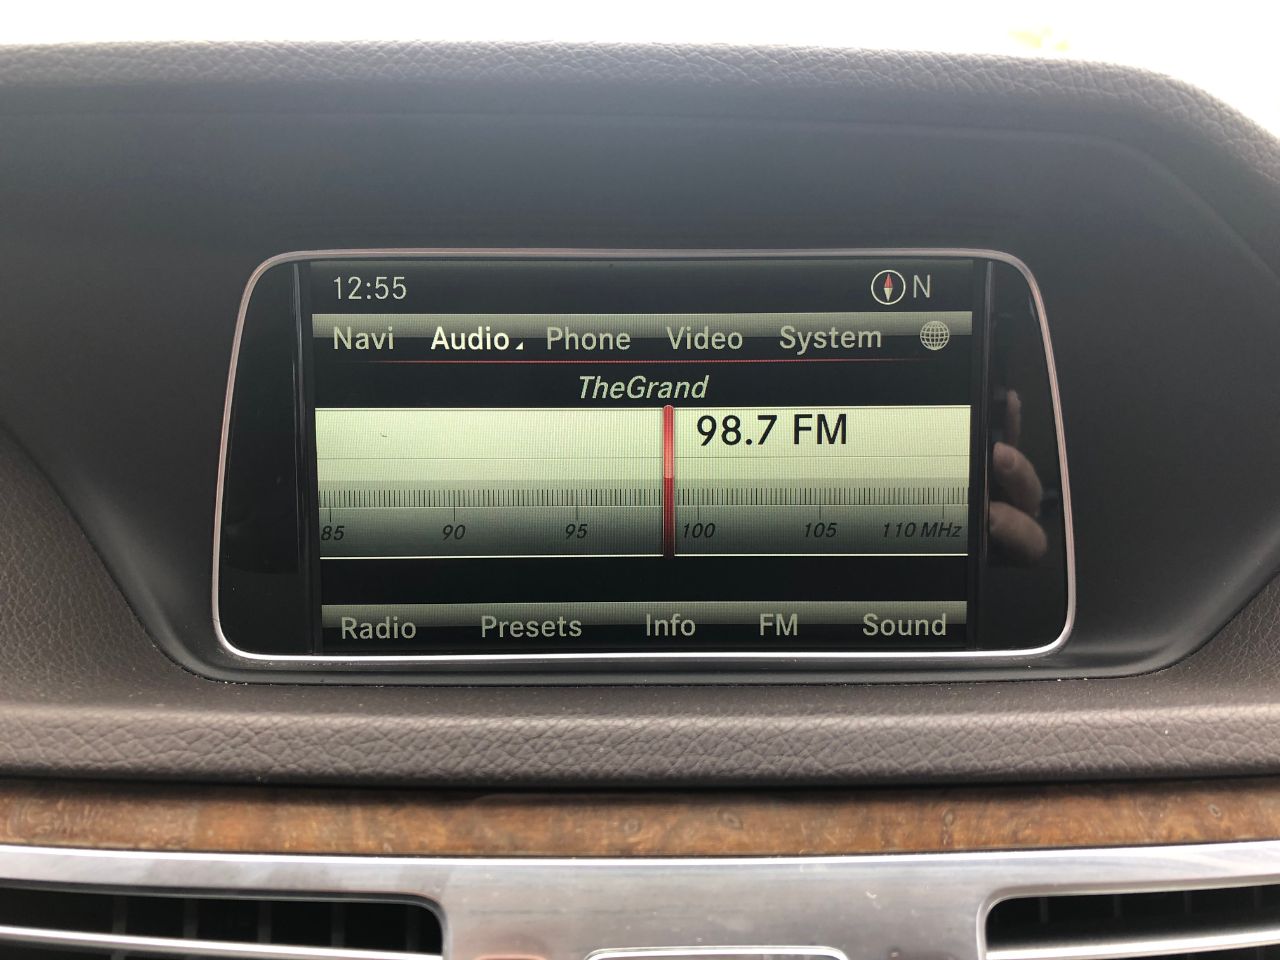 12:55 N
Navi Audio Phone Video System
TheGrand
98.7 FM
85 90 95 100 105 110 MHz
Radio Presets Info FM Sound